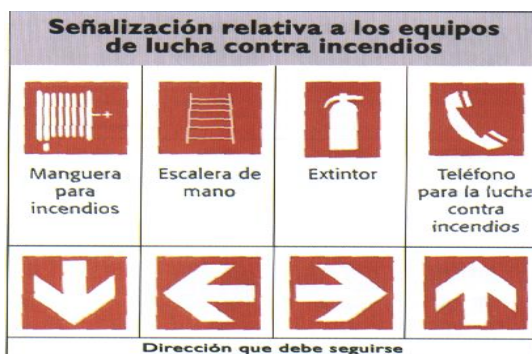 Señalización relativa a los equipos
de lucha contra incendios
Manguera
para
incendios
Escalera de
mano
Extintor
Teléfono
para la lucha
contra
incendios
Dirección que debe seguirse